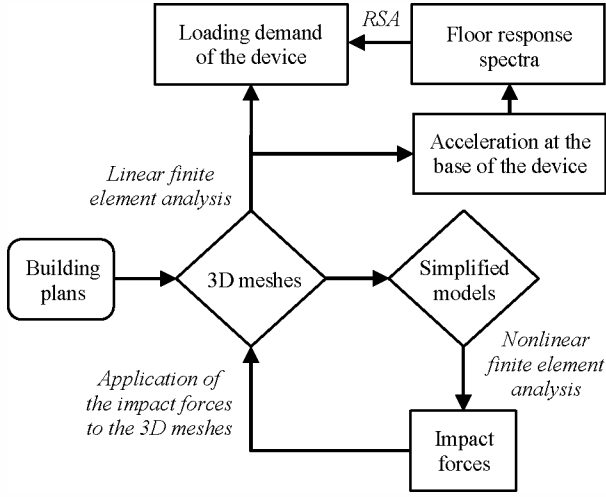 Loading demand
of the device
RSA
Floor response
spectra
Acceleration at the
base of the device
Linear finite
element analysis
Building
plans
3D meshes
Simplified
models
Nonlinear
finite element
analysis
Application of
the impact forces
to the 3D meshes
Impact
forces